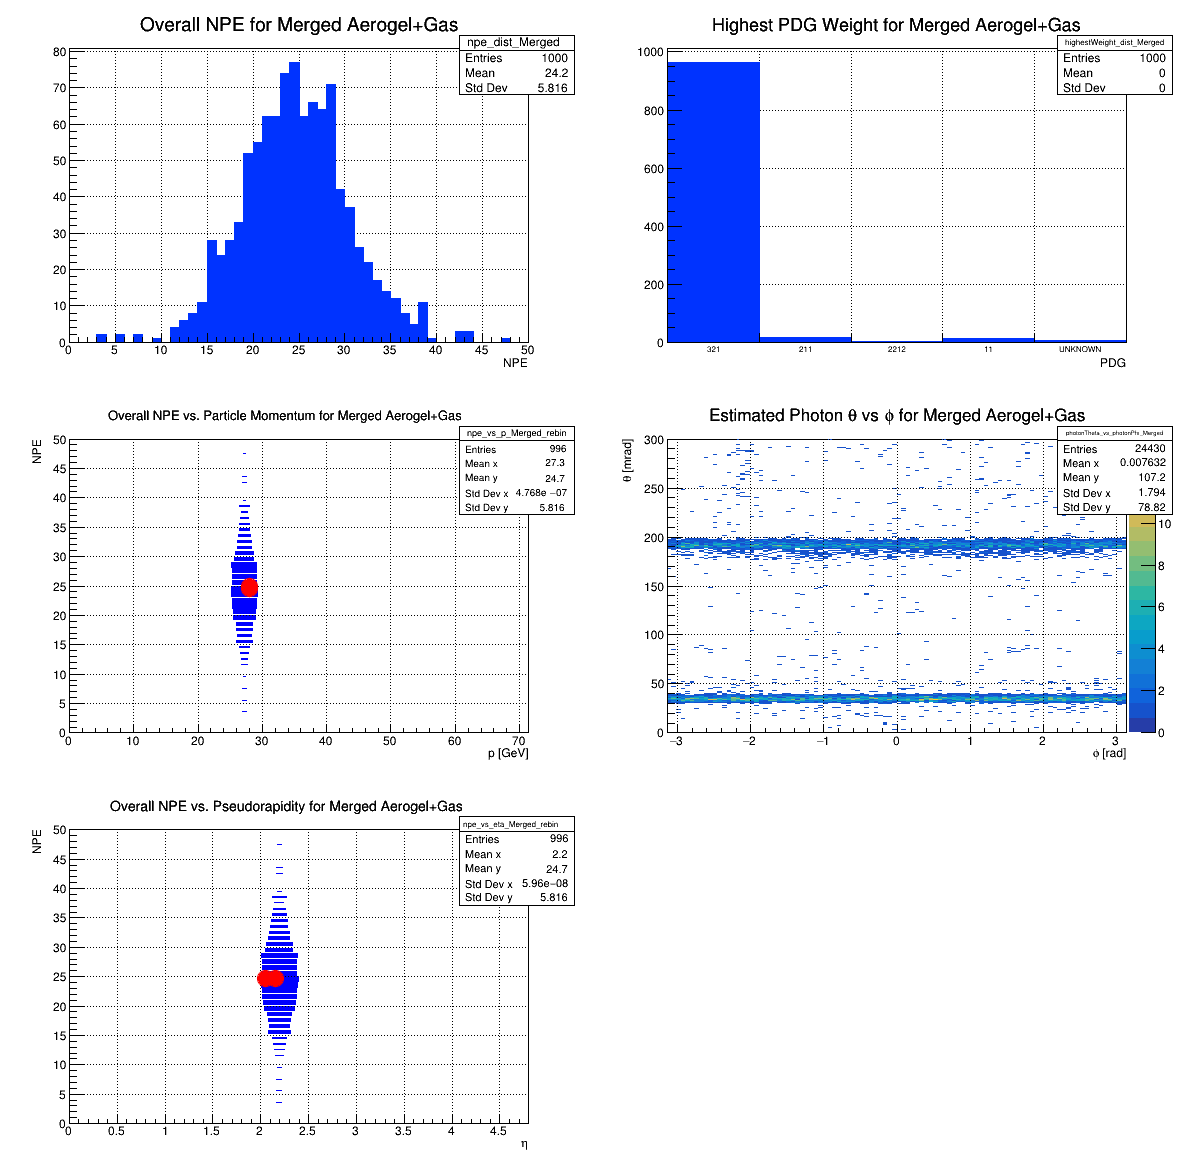 Overall NPE for Merged Aerogel+Gas
npe_dist_Merged
Entries 1000
Mean 24.2
Std Dev 5.816
80
70
60
50
40
30
20
10
0
0 5 10 15 20 25 30 35 40 45 50
NPE
Highest PDG Weight for Merged Aerogel+Gas
highestWeight_dist_Merged
Entries 1000
Mean 0
Std Dev 0
1000
800
600
400
200
0
321 211 2212 11 UNKNOWN
PDG
Overall NPE vs. Particle Momentum for Merged Aerogel+Gas
npe_vs_p_Merged_rebin
Entries 996
Mean x 27.3
Mean y 24.7
Std Dev x 4.768e −07
Std Dev y 5.816
NPE
50
45
40
35
30
25
20
15
10
5
0
0 10 20 30 40 50 60 70
p [GeV]
Estimated Photon θ vs ϕ for Merged Aerogel+Gas
photonTheta_vs_photonPhi_Merged
Entries 24430
Mean x 0.007632
Mean y 107.2
Std Dev x 1.794
Std Dev y 78.82
θ [mrad]
300
250
200
150
100
50
0
−3 −2 −1 0 1 2 3
ϕ [rad]
10
8
6
4
2
0
Overall NPE vs. Pseudorapidity for Merged Aerogel+Gas
npe_vs_eta_Merged_rebin
Entries 996
Mean x 2.2
Mean y 24.7
Std Dev x 5.96e−08
Std Dev y 5.816
NPE
50
45
40
35
30
25
20
15
10
5
0
0 0.5 1 1.5 2 2.5 3 3.5 4 4.5
η